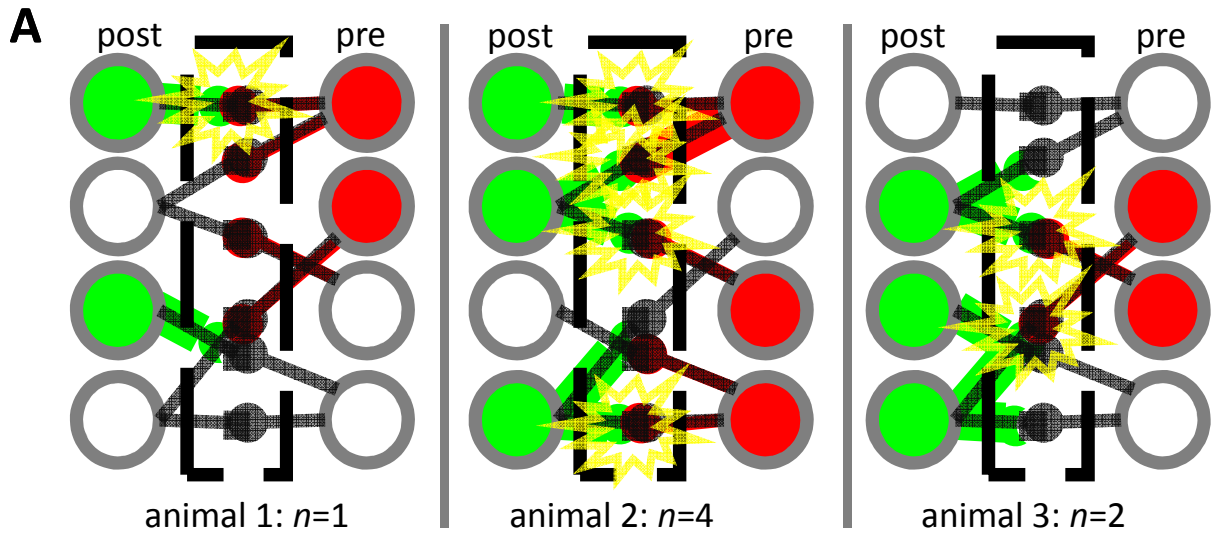 A
post pre post pre post pre
animal 1: n=1 animal 2: n=4 animal 3: n=2